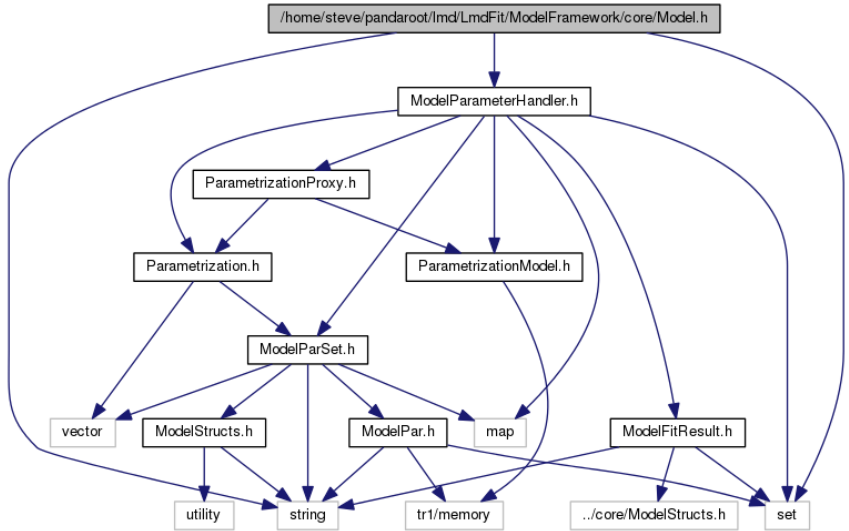 /home/steve/pandaroot/lmd/LmdFit/ModelFramework/core/Model.h
ModelParameterHandler.h
ParametrizationProxy.h
Parametrization.h
ParametrizationModel.h
ModelParSet.h
vector
ModelStructs.h
ModelPar.h
map
ModelFitResult.h
utility
string
tr1/memory
../core/ModelStructs.h
set